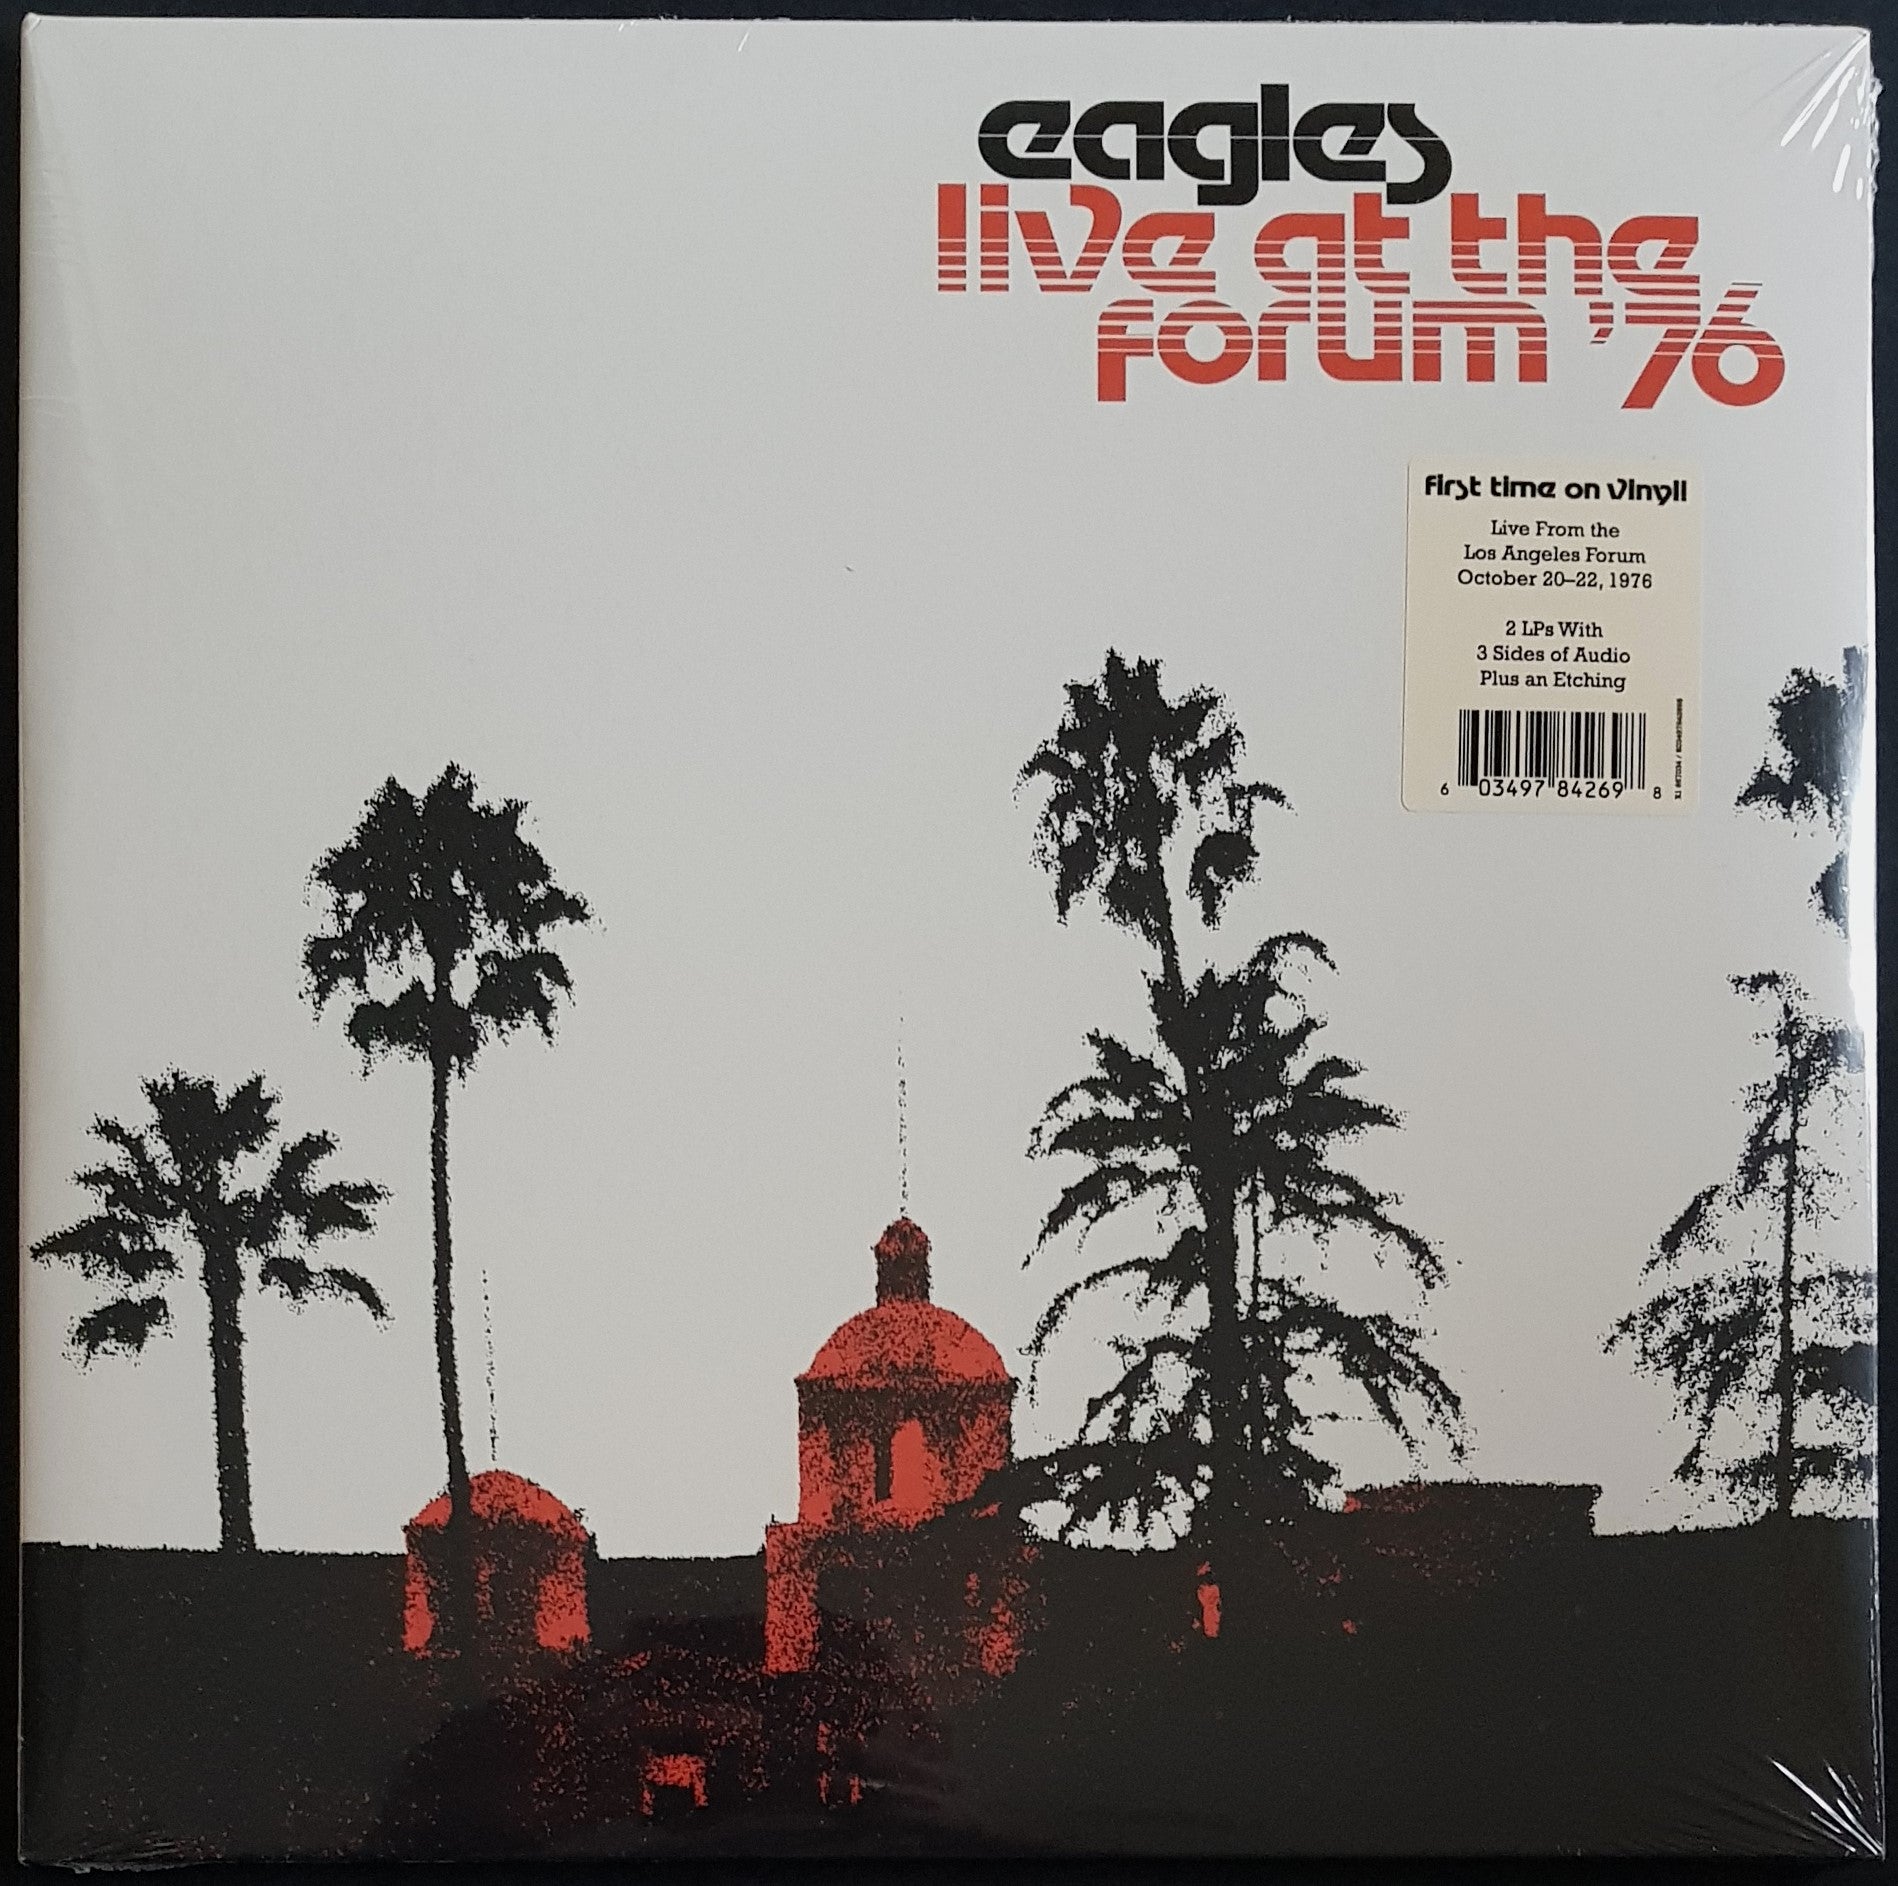 eagles
live at the
forum '76
first time on vinyl!
Live From the
Los Angeles Forum
October 20–22, 1976
2 LPs With
3 Sides of Audio
Plus an Etching
6 03497 84269 8